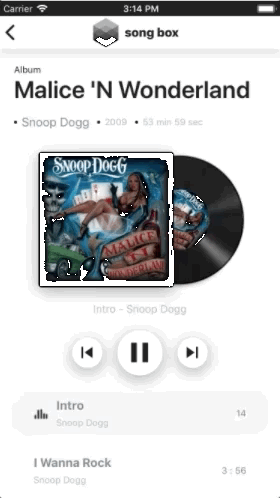 Carrier 3:14 PM
song box
Album
Malice 'N Wonderland
• Snoop Dogg • 2009 • 53 min 59 sec
SNOOP DOGG
MALICE
WONDERLAND
Intro - Snoop Dogg
Intro
Snoop Dogg
14
I Wanna Rock
Snoop Dogg
3 : 56